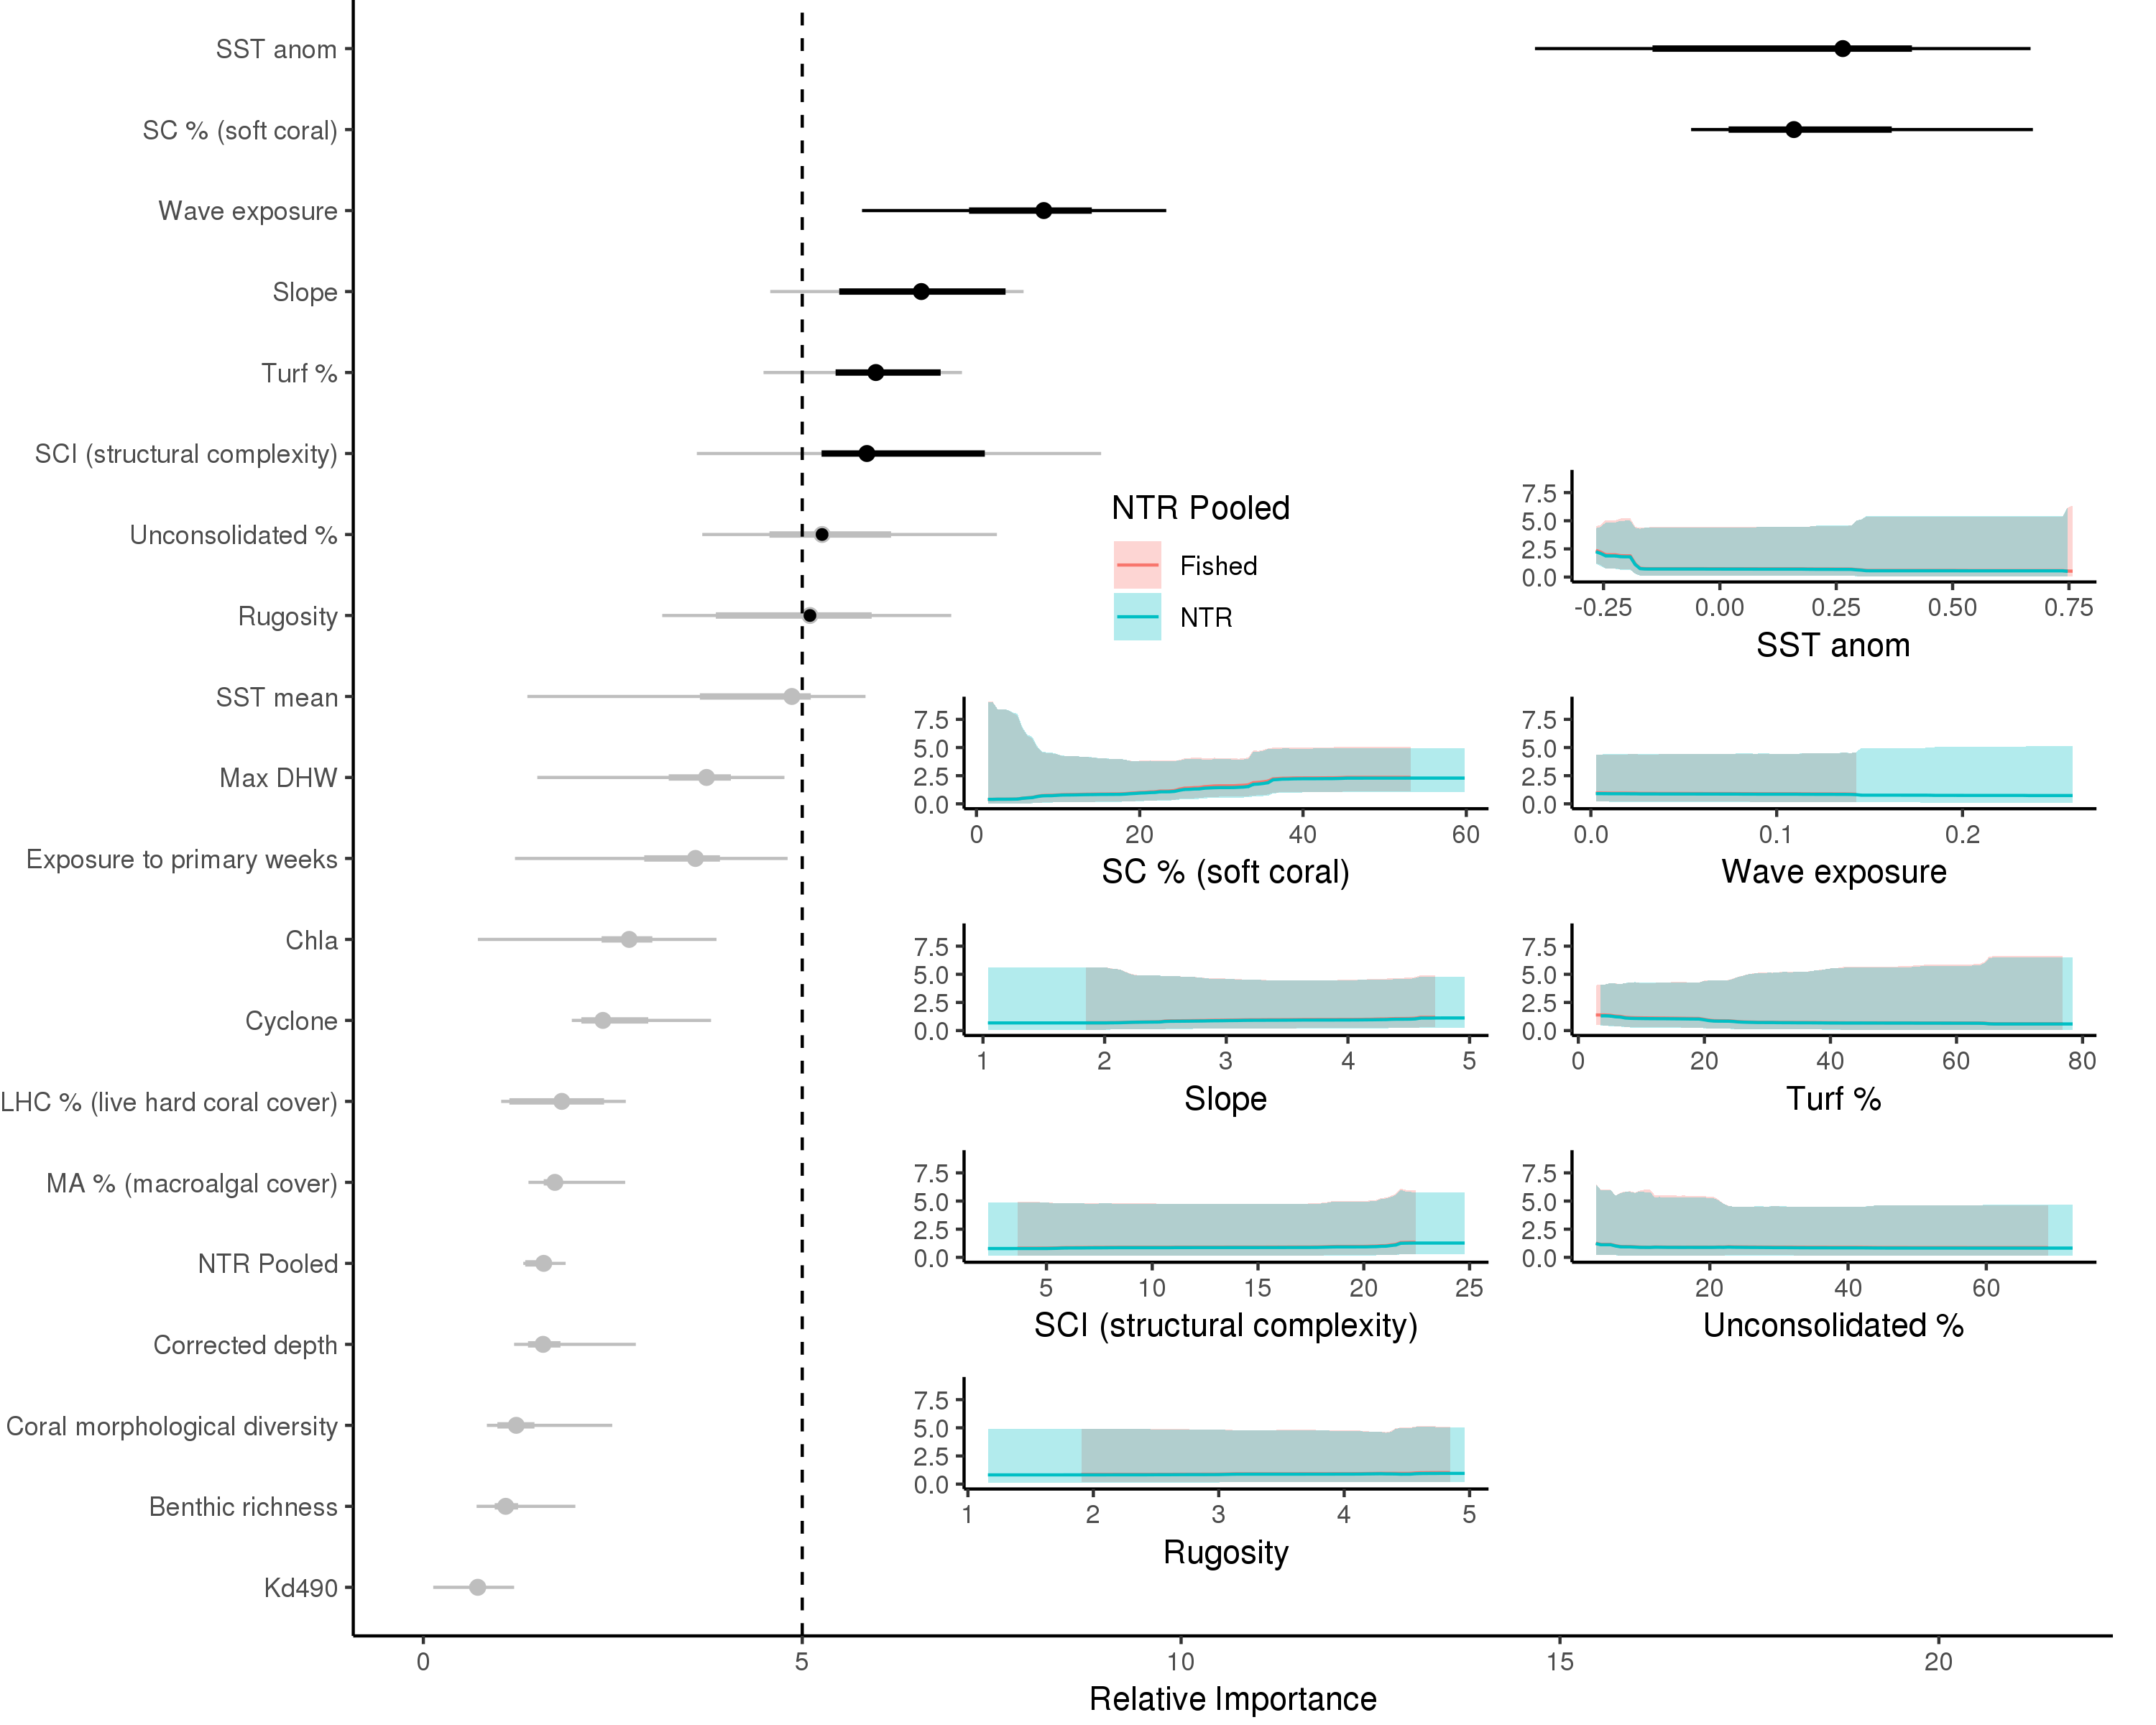 SST anom
SC % (soft coral)
Wave exposure
Slope
Turf %
SCI (structural complexity)
Unconsolidated %
Rugosity
SST mean
Max DHW
Exposure to primary weeks
Chla
Cyclone
LHC % (live hard coral cover)
MA % (macroalgal cover)
NTR Pooled
Corrected depth
Coral morphological diversity
Benthic richness
Kd490
0 5 10 15 20
Relative Importance
NTR Pooled
Fished
NTR
7.5
5.0
2.5
0.0
-0.25 0.00 0.25 0.50 0.75
SST anom
7.5
5.0
2.5
0.0
0 20 40 60
SC % (soft coral)
7.5
5.0
2.5
0.0
0.0 0.1 0.2
Wave exposure
7.5
5.0
2.5
0.0
1 2 3 4 5
Slope
7.5
5.0
2.5
0.0
0 20 40 60 80
Turf %
7.5
5.0
2.5
0.0
5 10 15 20 25
SCI (structural complexity)
7.5
5.0
2.5
0.0
20 40 60
Unconsolidated %
7.5
5.0
2.5
0.0
1 2 3 4 5
Rugosity